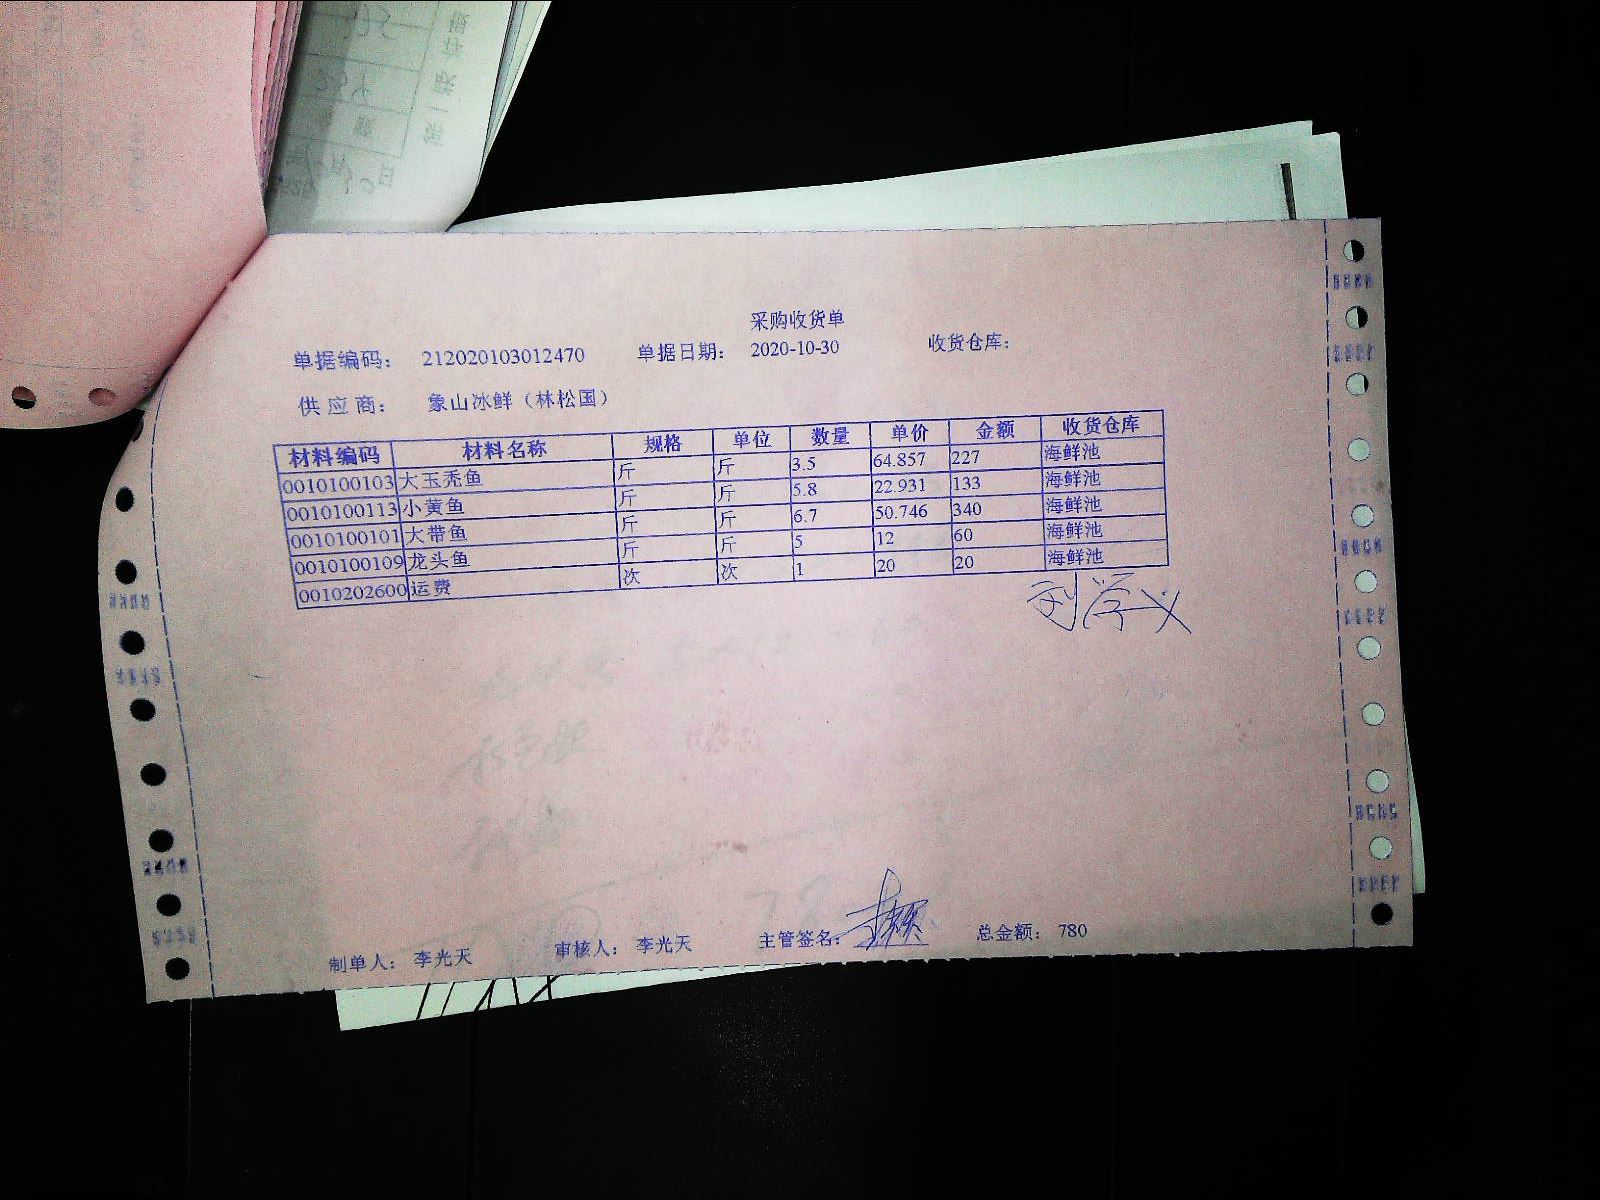 采购收货单
单据编码： 212020103012470 单据日期： 2020-10-30 收货仓库：
供应商： 象山冰鲜（林松国）
材料编码 材料名称 规格 单位 数量 单价 金额 收货仓库
0010100103 大玉秃鱼 斤 斤 3.5 64.857 227 海鲜池
0010100113 小黄鱼 斤 斤 5.8 22.931 133 海鲜池
0010100101 大带鱼 斤 斤 6.7 50.746 340 海鲜池
0010100109 龙头鱼 斤 斤 5 12 60 海鲜池
0010202600 运费 次 次 1 20 20 海鲜池
刘学义
制单人： 李光天 审核人： 李光天 主管签名： 总金额： 780